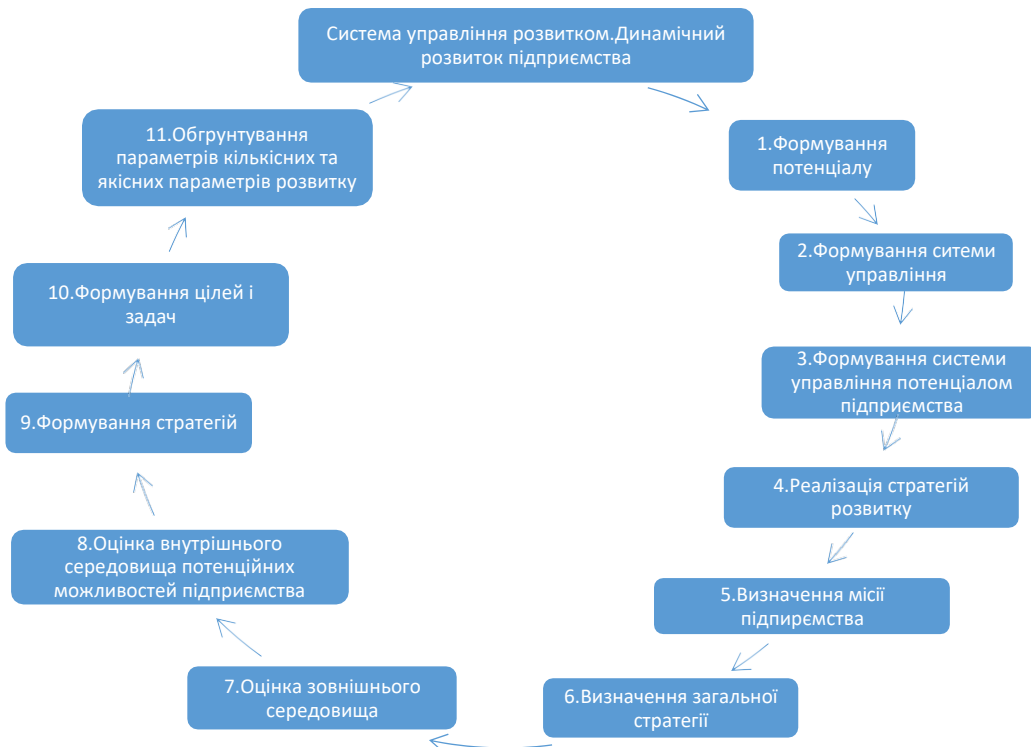 Система управління розвитком.Динамічний
розвиток підприємства
1.Формування
потенціалу
2.Формування ситеми
управління
3.Формування системи
управління потенціалом
підприємства
4.Реалізація стратегій
розвитку
5.Визначення місії
підпирємства
6.Визначення загальної
стратегії
7.Оцінка зовнішнього
середовища
8.Оцінка внутрішнього
середовища потенційних
можливостей підприємства
9.Формування стратегій
10.Формування цілей і
задач
11.Обгрунтування
параметрів кількісних та
якісних параметрів розвитку